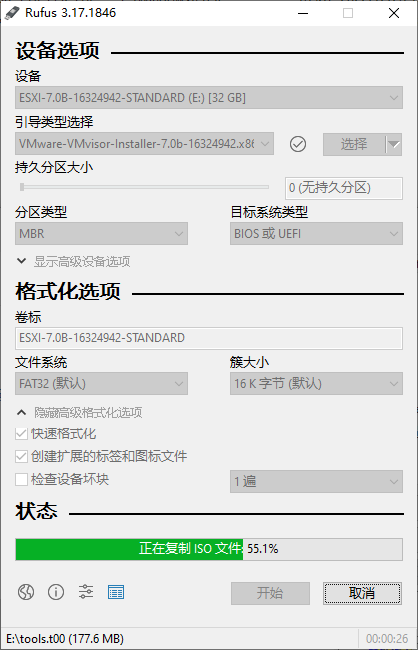 Rufus 3.17.1846
设备选项
设备
ESXI-7.0B-16324942-STANDARD (E:) [32 GB]
引导类型选择
VMware-VMvisor-Installer-7.0b-16324942.x86
选择
持久分区大小
0 (无持久分区)
分区类型
目标系统类型
MBR
BIOS 或 UEFI
显示高级设备选项
格式化选项
卷标
ESXI-7.0B-16324942-STANDARD
文件系统
簇大小
FAT32 (默认)
16 K 字节 (默认)
隐藏高级格式化选项
快速格式化
创建扩展的标签和图标文件
检查设备坏块
1 遍
状态
正在复制 ISO 文件: 55.1%
开始
取消
E:\tools.t00 (177.6 MB)
00:00:26